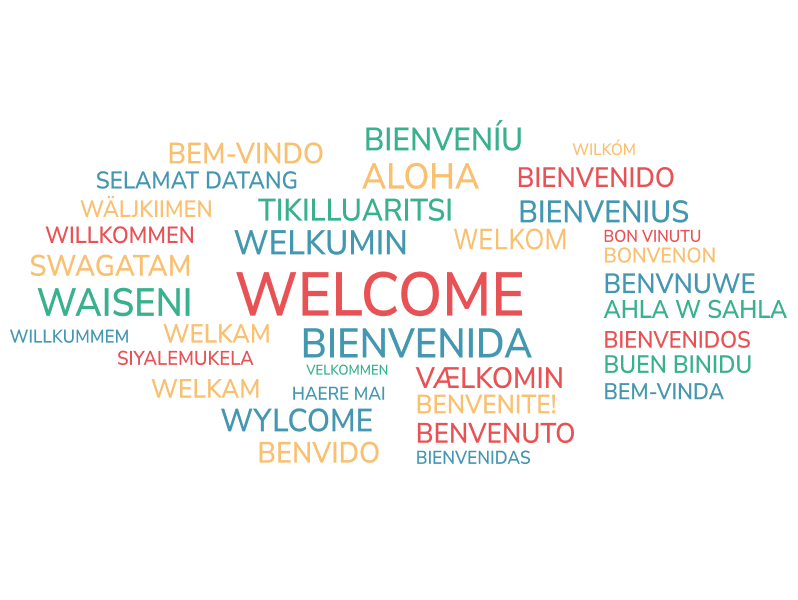 BIENVENÍU
WILKÓM
BEM-VINDO
ALOHA
BIENVENIDO
SELAMAT DATANG
WÄLJKIIMEN
TIKILLUARITSI
BIENVENIUS
WILLKOMMEN
WELKUMIN
WELKOM
BON VINUTU
BONVENON
SWAGATAM
WELCOME
BENVNUWE
WAISENI
AHLA W SAHLA
WILLKUMMEM
WELKAM
BIENVENIDA
BIENVENIDOS
SIYALEMUKELA
VELKOMMEN
BUEN BINIDU
VÆLKOMIN
WELKAM
HAERE MAI
BEM-VINDA
BENVENITE!
WYLCOME
BENVENUTO
BENVIDO
BIENVENIDAS